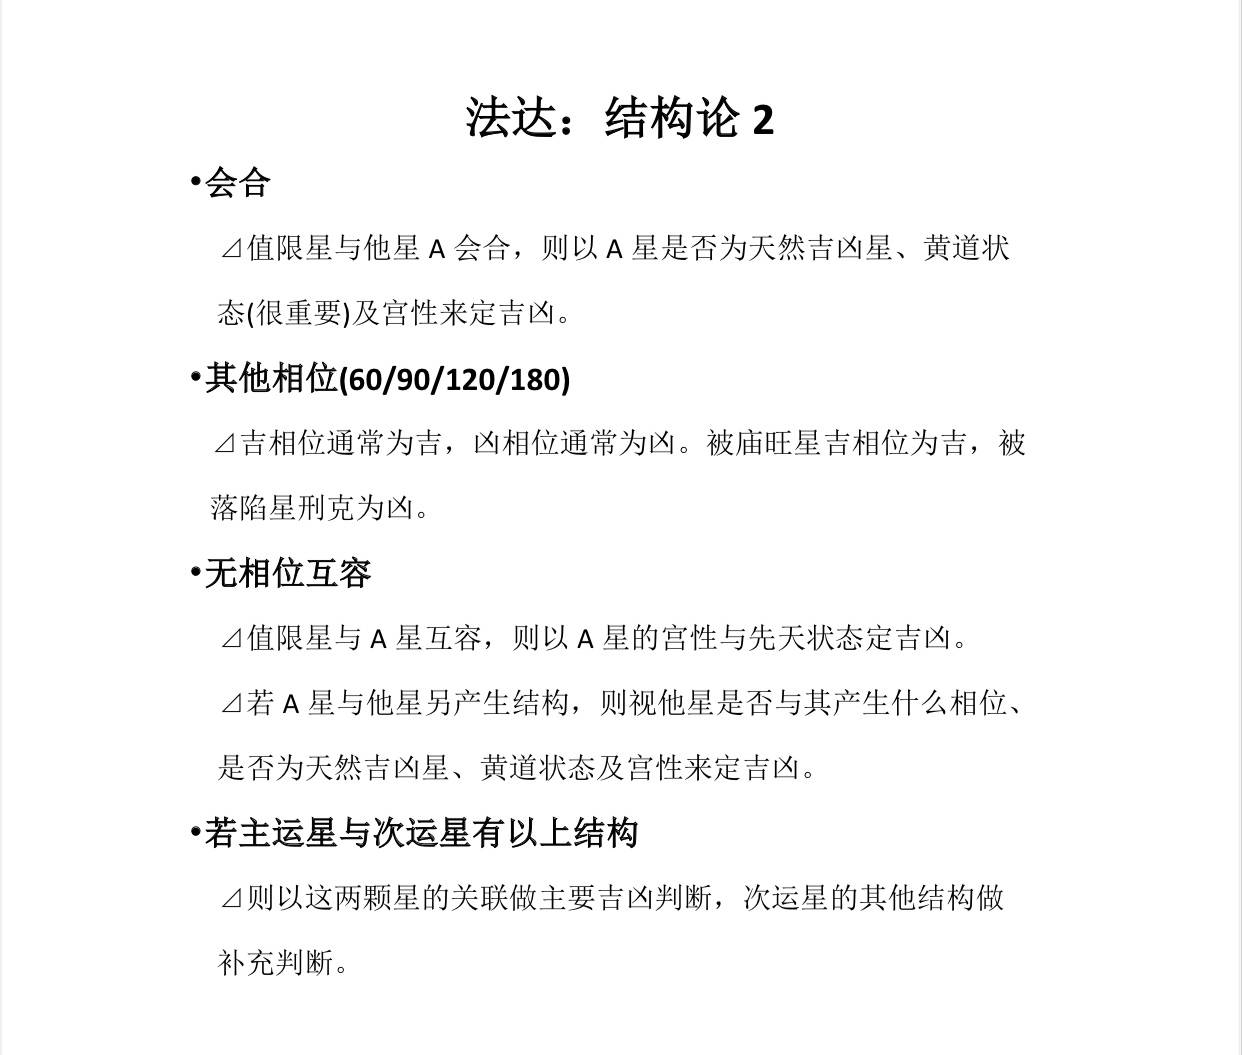 法达：结构论 2
•会合
⊿值限星与他星 A 会合，则以 A 星是否为天然吉凶星、黄道状
态(很重要)及宫性来定吉凶。
•其他相位(60/90/120/180)
⊿吉相位通常为吉，凶相位通常为凶。被庙旺星吉相位为吉，被
落陷星刑克为凶。
•无相位互容
⊿值限星与 A 星互容，则以 A 星的宫性与先天状态定吉凶。
⊿若 A 星与他星另产生结构，则视他星是否与其产生什么相位、
是否为天然吉凶星、黄道状态及宫性来定吉凶。
•若主运星与次运星有以上结构
⊿则以这两颗星的关联做主要吉凶判断，次运星的其他结构做
补充判断。